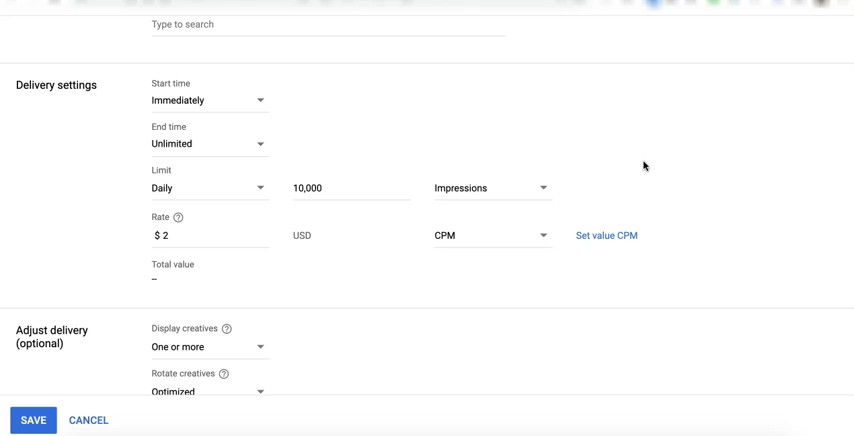 Type to search
Delivery settings
Start time
Immediately
End time
Unlimited
Limit
Daily 10,000 Impressions
Rate
$ 2 USD CPM Set value CPM
Total value
–
Adjust delivery
(optional)
Display creatives
One or more
Rotate creatives
Optimized
SAVE CANCEL